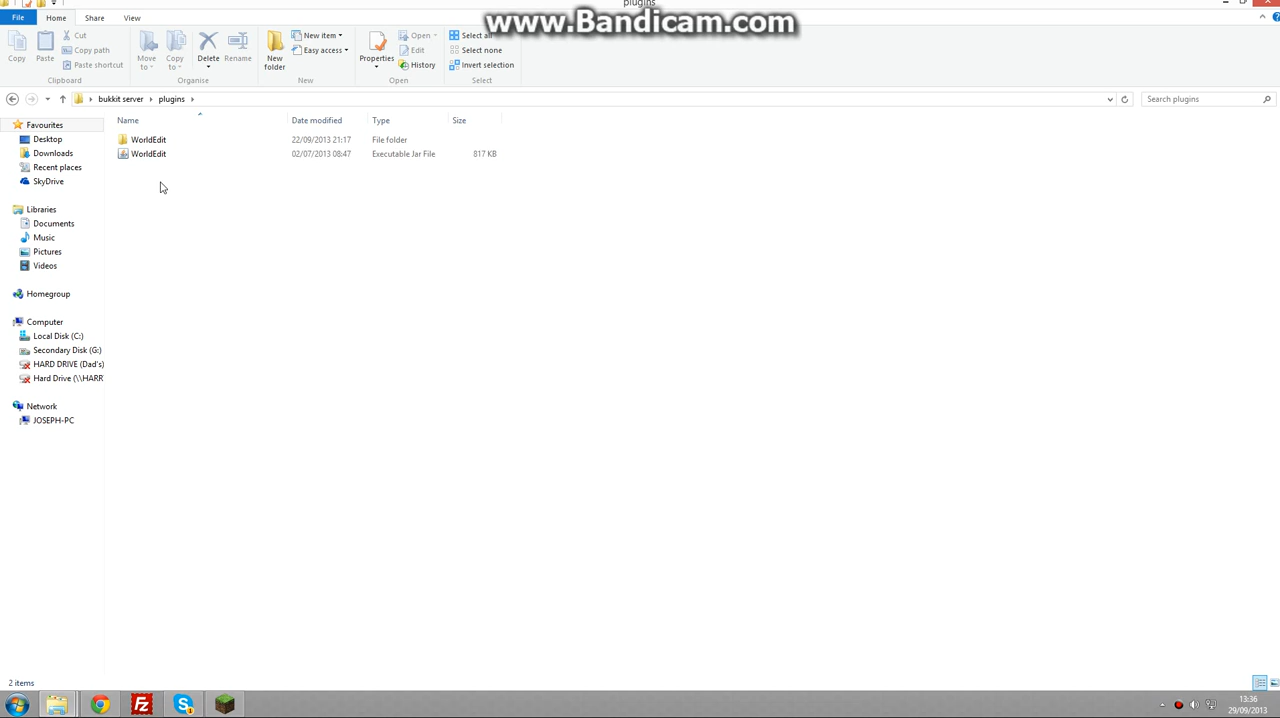 plugins
www.Bandicam.com
File Home Share View
Copy Paste Cut Copy path Paste shortcut Move to Copy to Delete Rename New folder New item Easy access Properties Open Edit History Select all Select none Invert selection
Clipboard Organise New Open Select
bukkit server plugins Search plugins
Name Date modified Type Size
WorldEdit 22/09/2013 21:17 File folder
WorldEdit 02/07/2013 08:47 Executable Jar File 817 KB
Favourites
Desktop
Downloads
Recent places
SkyDrive
Libraries
Documents
Music
Pictures
Videos
Homegroup
Computer
Local Disk (C:)
Secondary Disk (G:)
HARD DRIVE (Dad's)
Hard Drive (\\HARR
Network
JOSEPH-PC
2 items
FZ
S
13:36
29/09/2013